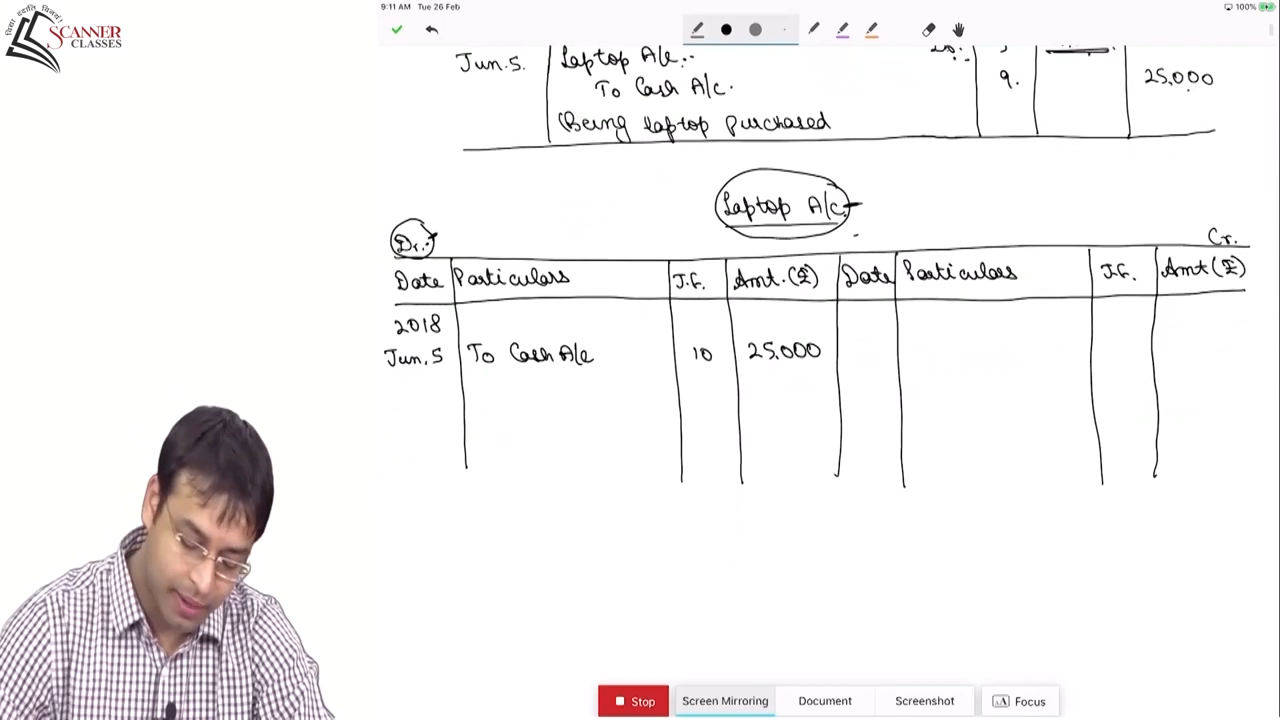 9:11 AM Tue 26 Feb
100%
SCANNER
CLASSES
Jun.5. Laptop A/c..
To Cash A/c. 9. 25,000
(Being laptop purchased
Laptop A/c.
Dr. Cr.
Date Particulars J.F. Amt.(₹) Date Particulars J.F. Amt (₹)
2018
Jun.5 To Cash A/c 10 25,000
Stop Screen Mirroring Document Screenshot AA Focus